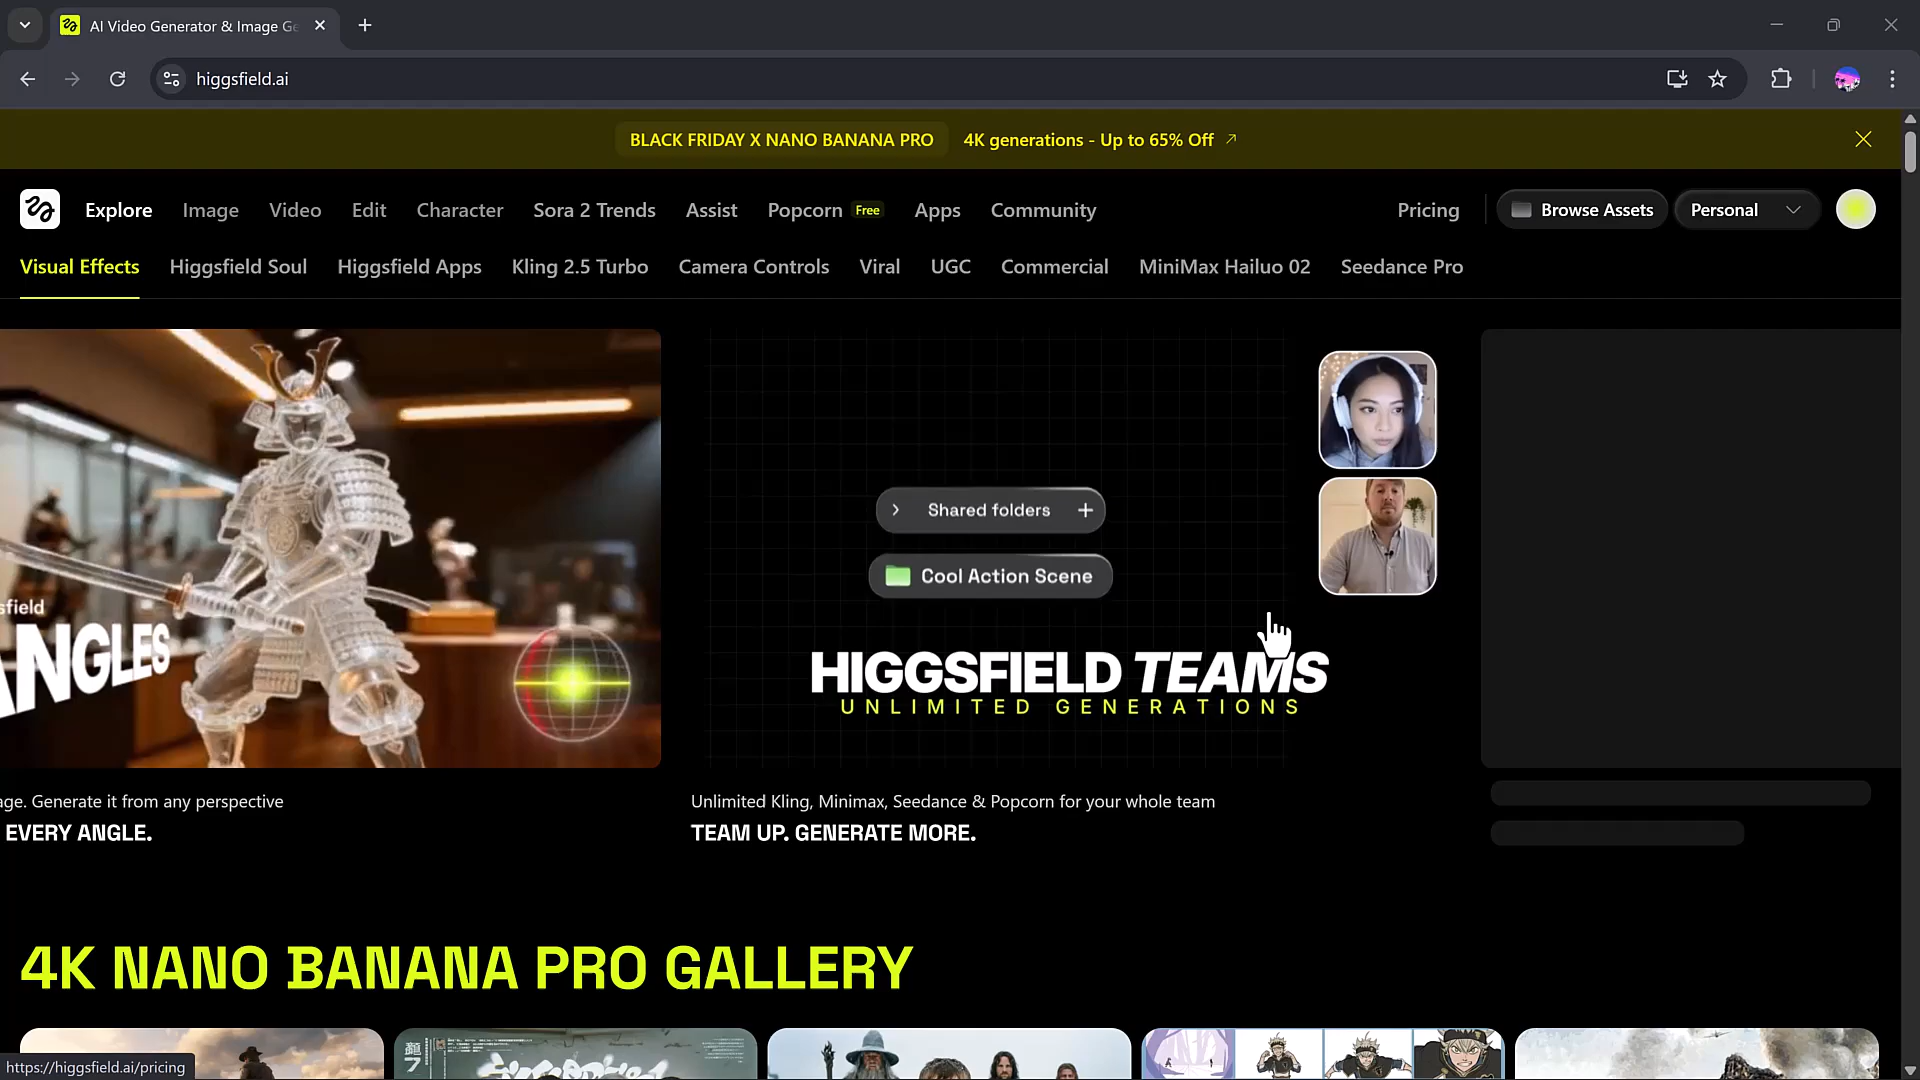 AI Video Generator & Image Ge
higgsfield.ai
BLACK FRIDAY X NANO BANANA PRO 4K generations - Up to 65% Off
Explore Image Video Edit Character Sora 2 Trends Assist Popcorn Free Apps Community Pricing Browse Assets Personal
Visual Effects Higgsfield Soul Higgsfield Apps Kling 2.5 Turbo Camera Controls Viral UGC Commercial MiniMax Hailuo 02 Seedance Pro
sfield
ANGLES
Shared folders
Cool Action Scene
HIGGSFIELD TEAMS
UNLIMITED GENERATIONS
age. Generate it from any perspective
EVERY ANGLE.
Unlimited Kling, Minimax, Seedance & Popcorn for your whole team
TEAM UP. GENERATE MORE.
4K NANO BANANA PRO GALLERY
https://higgsfield.ai/pricing